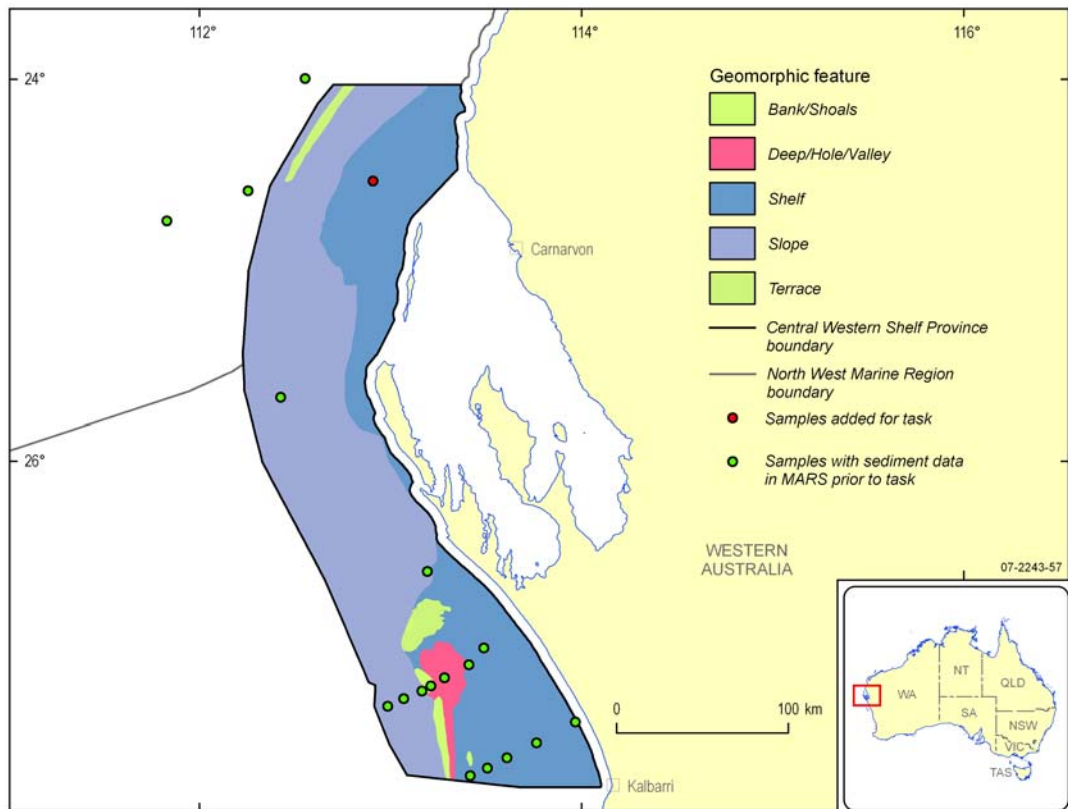 112°
114°
116°
24°
26°
Geomorphic feature
Bank/Shoals
Deep/Hole/Valley
Shelf
Slope
Terrace
Central Western Shelf Province
boundary
North West Marine Region
boundary
Samples added for task
Samples with sediment data
in MARS prior to task
Carnarvon
WESTERN
AUSTRALIA
07-2243-57
0
100 km
Kalbarri
NT
QLD
WA
SA
NSW
VIC
TAS